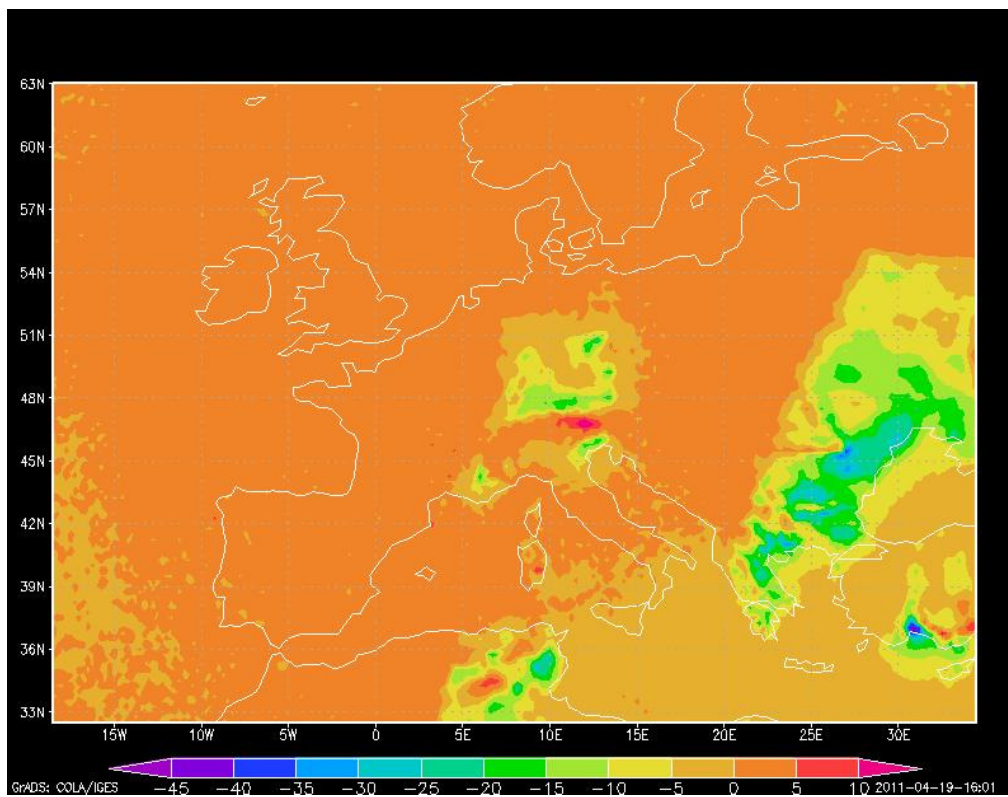 63N
60N
57N
54N
51N
48N
45N
42N
39N
36N
33N
15W 10W 5W 0 5E 10E 15E 20E 25E 30E
GrADS: COLA/IGES -45 -40 -35 -30 -25 -20 -15 -10 -5 0 5 10 2011-04-19-16:01